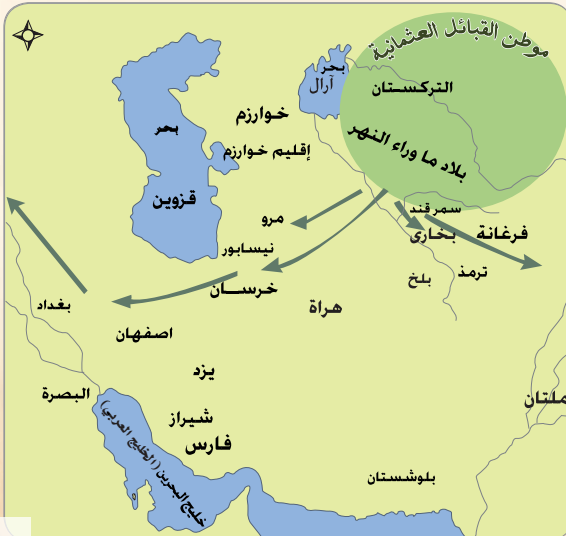 موطن القبائل العثمانية
بحر
آرال
التركستان
خوارزم
إقليم خوارزم
بلاد ما وراء النهر
بحر
قزوين
سمرقند
مرو
بخارى
فرغانة
نيسابور
ترمذ
بلخ
خرسان
هراة
بغداد
اصفهان
يزد
البصرة
ملتان
شيراز
فارس
خليج البحرين (الخليج العربي)
بلوشستان